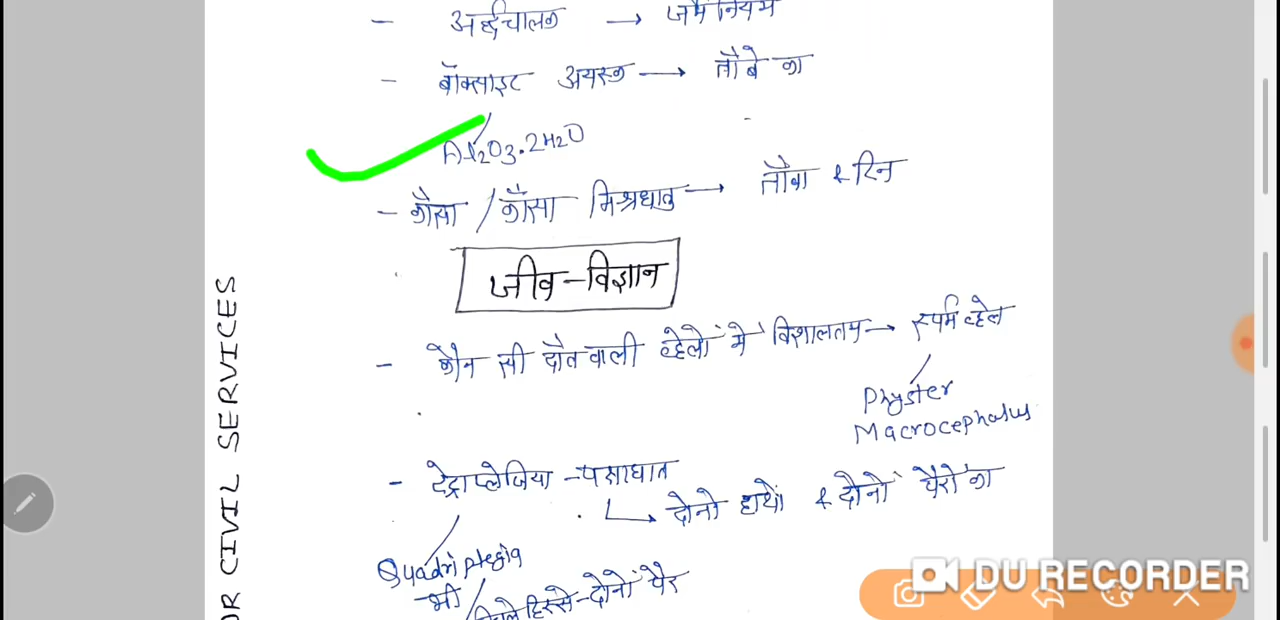 - अर्द्धचालक → जर्मेनियम
- बॉक्साइट अयस्क → ताँबे का
Al2O3.2H2O
- काँसा / काँसा मिश्रधातु → ताँबा & टिन
जीव-विज्ञान
- कौन सी दाँत वाली व्हेलों में विशालतम → स्पर्म व्हेल
Physter
Macrocephalus
- टेट्राप्लेजिया - पक्षाघात
→ दोनों हाथों & दोनों पैरों का
Quadriplegia
भी / निचले हिस्से - दोनों पैर
OR CIVIL SERVICES
DU RECORDER